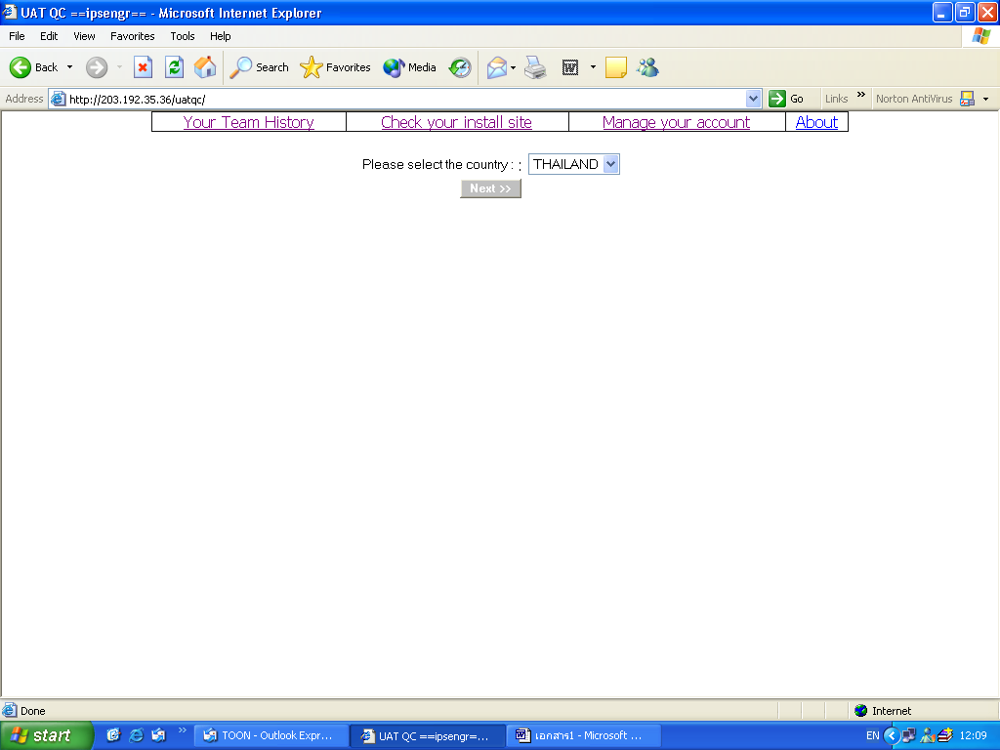 UAT QC ==ipsengr== - Microsoft Internet Explorer
File Edit View Favorites Tools Help
Back Search Favorites Media
Address http://203.192.35.36/uatqc/ Go Links » Norton AntiVirus
Your Team History Check your install site Manage your account About
Please select the country : ; THAILAND
Next >>
Done Internet
start » TOON - Outlook Expr... UAT QC ==ipsengr=... เอกสาร1 - Microsoft ... EN 12:09